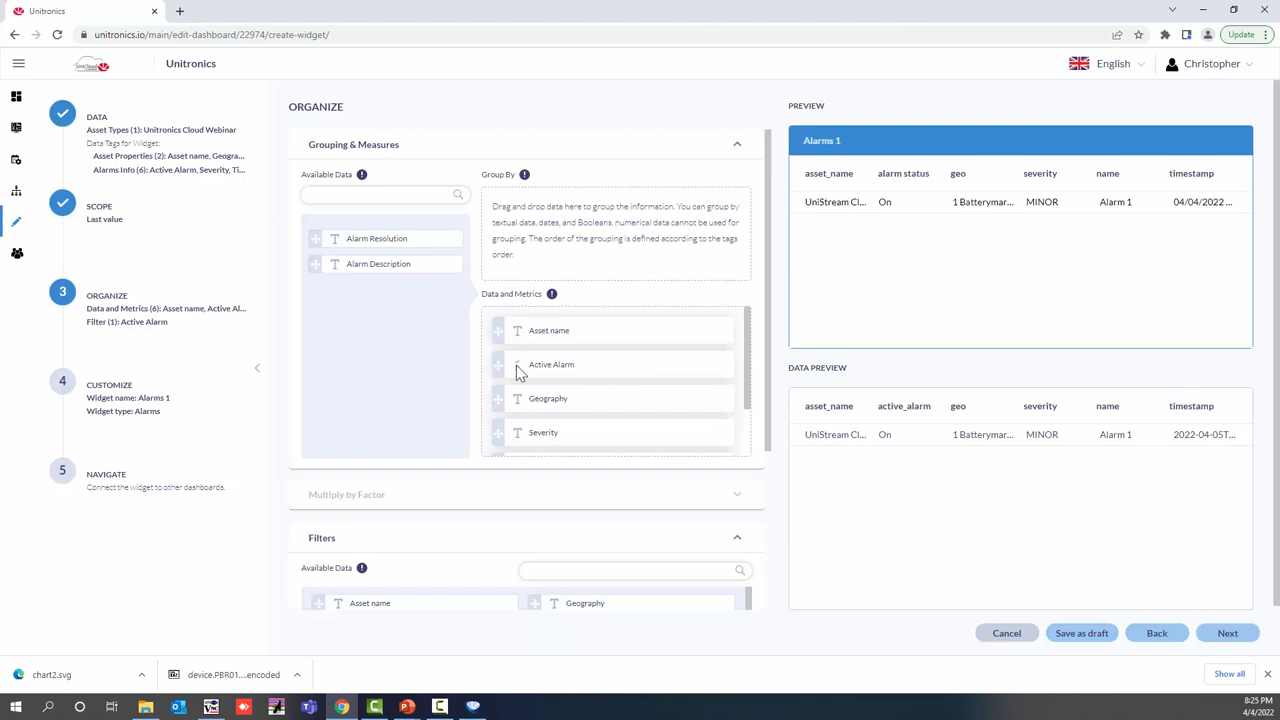 Unitronics
unitronics.io/main/edit-dashboard/22974/create-widget/
Update
UniCloud
Unitronics
English
Christopher
DATA
Asset Types (1): Unitronics Cloud Webinar
Data Tags for Widget:
Asset Properties (2): Asset name, Geogra...
Alarms Info (6): Active Alarm, Severity, Ti...
SCOPE
Last value
3
ORGANIZE
Data and Metrics (6): Asset name, Active Al...
Filter (1): Active Alarm
4
CUSTOMIZE
Widget name: Alarms 1
Widget type: Alarms
5
NAVIGATE
Connect the widget to other dashboards.
ORGANIZE
Grouping & Measures
Available Data
Alarm Resolution
Alarm Description
Group By
Drag and drop data here to group the information. You can group by
textual data, dates, and Booleans. numerical data cannot be used for
grouping. The order of the grouping is defined according to the tags
order.
Data and Metrics
Asset name
Active Alarm
Geography
Severity
Multiply by Factor
Filters
Available Data
Asset name
Geography
PREVIEW
Alarms 1
asset_name alarm status geo severity name timestamp
UniStream Cl... On 1 Batterymar... MINOR Alarm 1 04/04/2022 ...
DATA PREVIEW
asset_name active_alarm geo severity name timestamp
UniStream Cl... On 1 Batterymar... MINOR Alarm 1 2022-04-05T...
Cancel
Save as draft
Back
Next
chart2.svg
device.PBR01....encoded
Show all
8:25 PM
4/4/2022